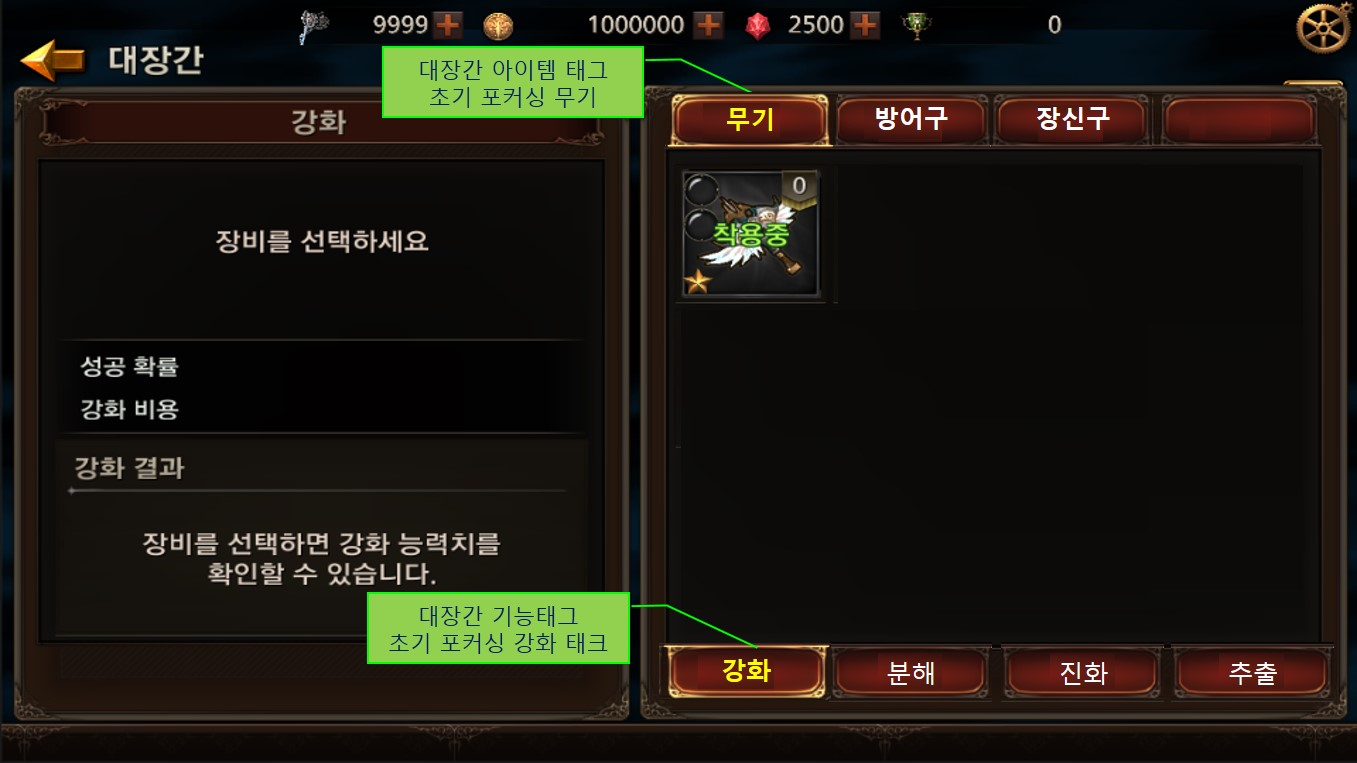 9999 1000000 2500 0
대장간
대장간 아이템 태그
초기 포커싱 무기
강화
무기 방어구 장신구
0
착용중
장비를 선택하세요
성공 확률
강화 비용
강화 결과
장비를 선택하면 강화 능력치를
확인할 수 있습니다.
대장간 기능태그
초기 포커싱 강화 태크
강화 분해 진화 추출